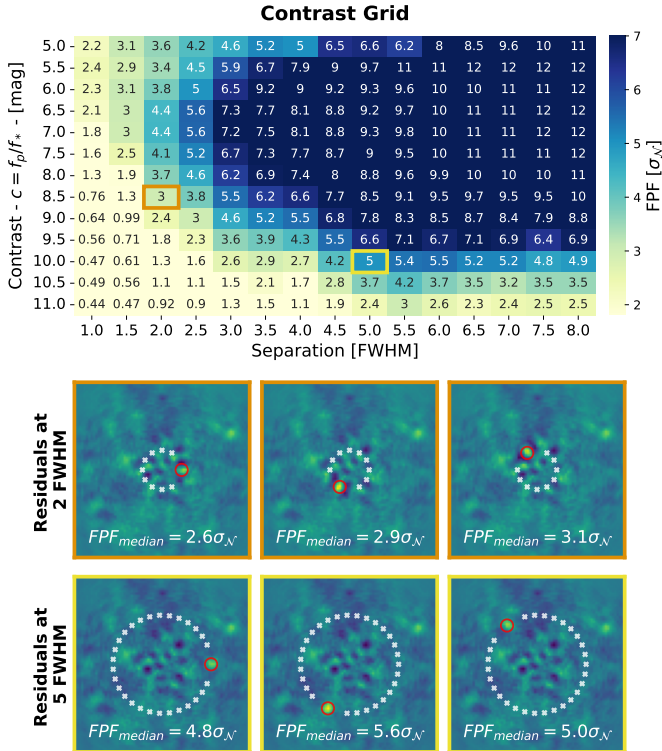 Contrast Grid
5.0 2.2 3.1 3.6 4.2 4.6 5.2 5 6.5 6.6 6.2 8 8.5 9.6 10 11
5.5 2.4 2.9 3.4 4.5 5.9 6.7 7.9 9 9.7 11 11 12 12 12 12
6.0 2.3 3.1 3.8 5 6.5 9.2 9 9.2 9.3 9.6 10 11 11 12 12
6.5 2.1 3 4.4 5.6 7.3 7.7 8.1 8.8 9.2 9.7 10 11 11 12 12
7.0 1.8 3 4.4 5.6 7.2 7.5 8.1 8.8 9.3 9.8 10 11 11 12 12
7.5 1.6 2.5 4.1 5.2 6.7 7.3 7.7 8.7 9 9.5 10 11 11 11 12
8.0 1.3 1.9 3.7 4.6 6.2 6.9 7.4 8 8.8 9.6 9.9 10 10 11 11
8.5 0.76 1.3 3 3.8 5.5 6.2 6.6 7.7 8.5 9.1 9.5 9.7 9.5 9.5 10
9.0 0.64 0.99 2.4 3 4.6 5.2 5.5 6.8 7.8 8.3 8.5 8.7 8.4 7.9 8.8
9.5 0.56 0.71 1.8 2.3 3.6 3.9 4.3 5.5 6.6 7.1 6.7 7.1 6.9 6.4 6.9
10.0 0.47 0.61 1.3 1.6 2.6 2.9 2.7 4.2 5 5.4 5.5 5.2 5.2 4.8 4.9
10.5 0.49 0.56 1.1 1.1 1.5 2.1 1.7 2.8 3.7 4.2 3.7 3.5 3.2 3.5 3.5
11.0 0.44 0.47 0.92 0.9 1.3 1.5 1.1 1.9 2.4 3 2.6 2.3 2.4 2.5 2.5
1.0 1.5 2.0 2.5 3.0 3.5 4.0 4.5 5.0 5.5 6.0 6.5 7.0 7.5 8.0
Separation [FWHM]
Contrast - c = f_p/f_* - [mag]
7
6
5
4
3
2
FPF [σ_𝒩]
Residuals at
2 FWHM
FPF_median = 2.6σ_𝒩
FPF_median = 2.9σ_𝒩
FPF_median = 3.1σ_𝒩
Residuals at
5 FWHM
FPF_median = 4.8σ_𝒩
FPF_median = 5.6σ_𝒩
FPF_median = 5.0σ_𝒩